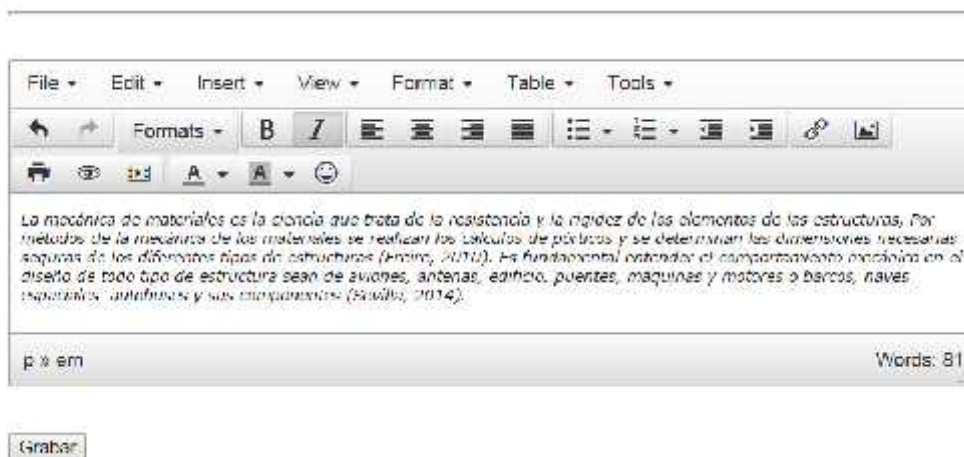 File Edit Insert View Format Table Tools
Formats B I
A A
La mecánica de materiales es la ciencia que trata de la resistencia y la rigidez de los elementos de las estructuras, Por
métodos de la mecánica de los materiales se realizan los cálculos de pórticos y se determinan las dimensiones necesarias
seguras de los diferentes tipos de estructuras 2010). Es fundamental entender el comportamiento mecánico en el
diseño de todo tipo de estructura sean de aviones, antenas, edificio, puentes, maquinas y motores o barcos, naves
espaciales autobuses y sus componentes 2014).
p » em Words: 81
Grabar